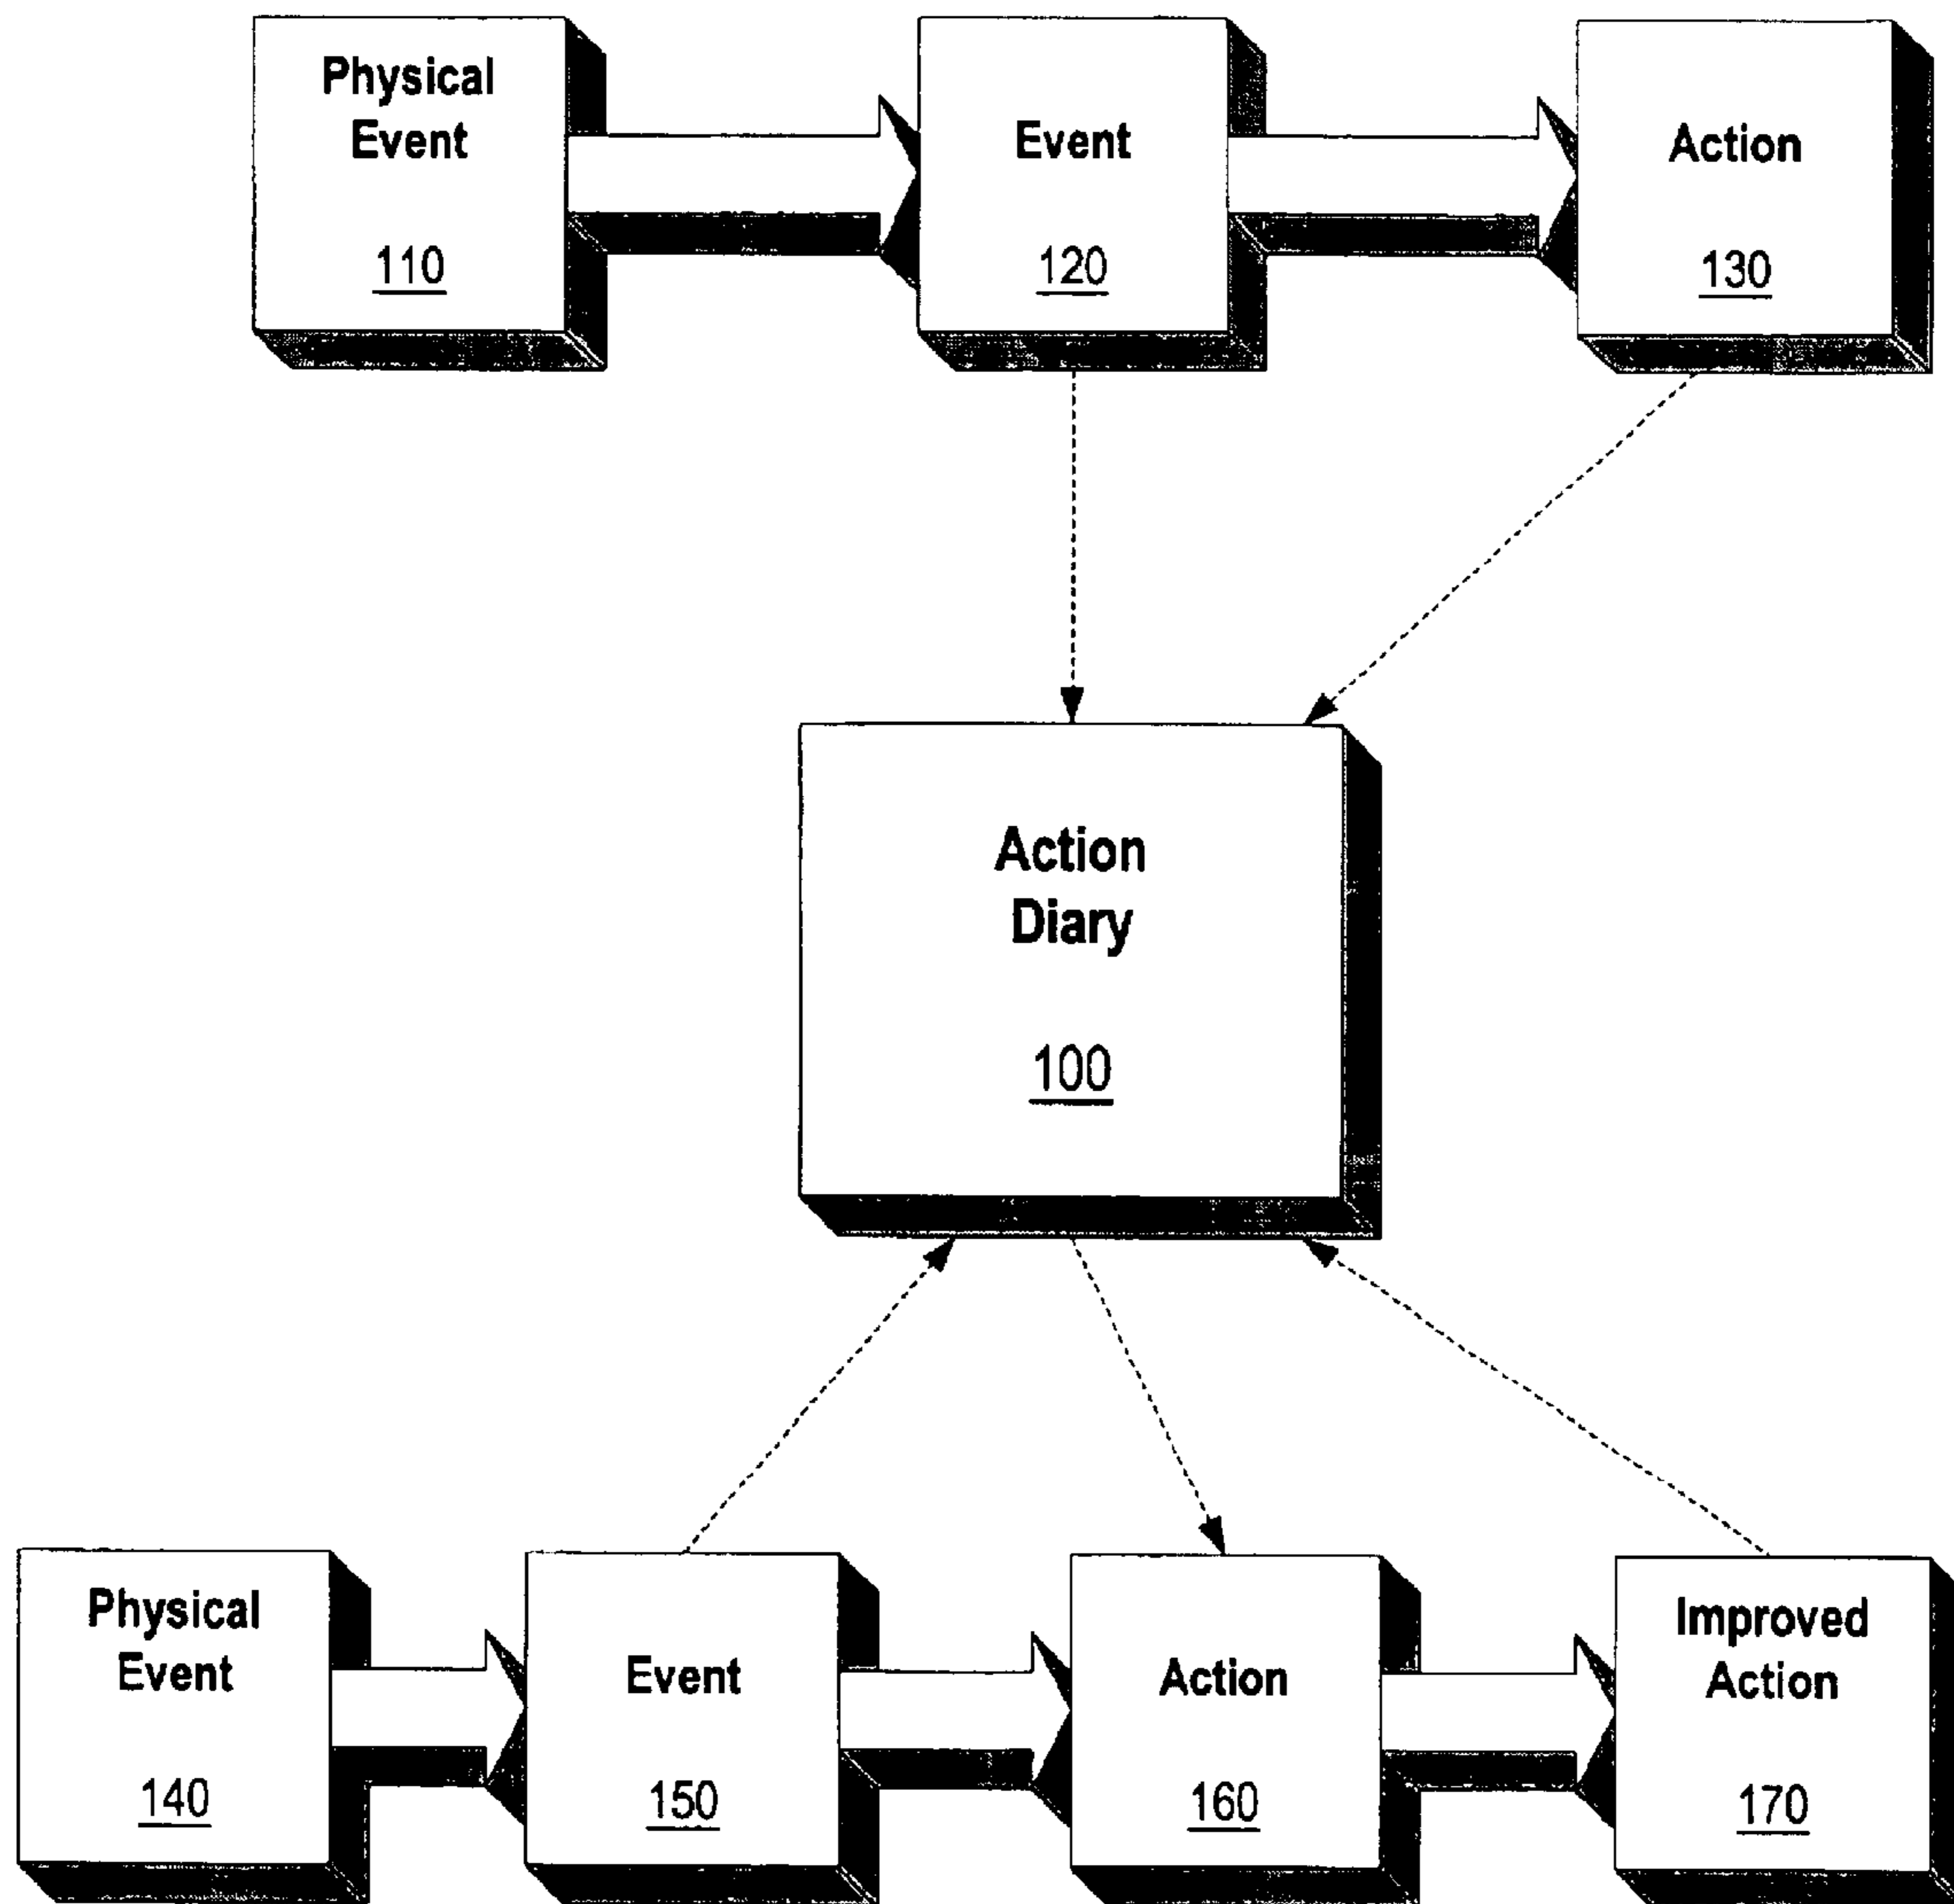 Physical
Event
110
Event
120
Action
130
Action
Diary
100
Physical
Event
140
Event
150
Action
160
Improved
Action
170